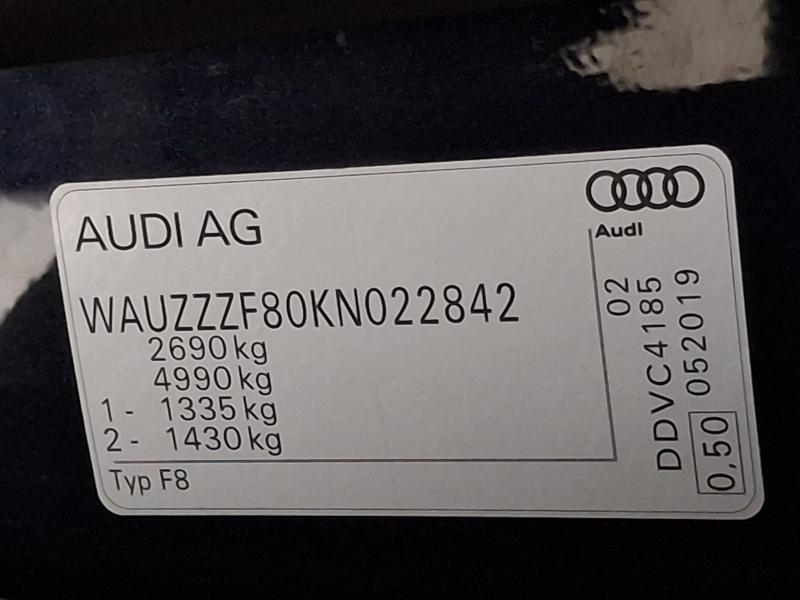 AUDI AG
Audi
WAUZZZF80KN022842
2690 kg
4990 kg
1 - 1335 kg
2 - 1430 kg
Typ F8
02
DDVC4185
0,50 052019